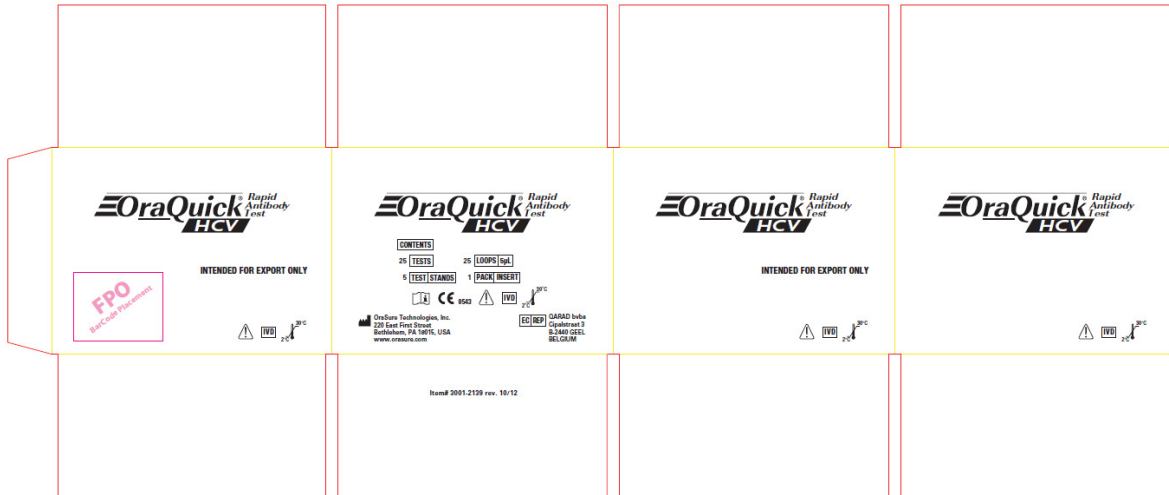 OraQuick® Rapid
Antibody
Test
HCV
INTENDED FOR EXPORT ONLY
FPO
BarCode Placement
IVD
2°C 30°C
OraQuick® Rapid
Antibody
Test
HCV
CONTENTS
25 TESTS 25 LOOPS 5µL
5 TEST STANDS 1 PACK INSERT
CE 0543 IVD 2°C 30°C
OraSure Technologies, Inc.
220 East First Street
Bethlehem, PA 18015, USA
www.orasure.com
EC REP QARAD bvba
Cipalstraat 3
B-2440 GEEL
BELGIUM
Item# 3001-2139 rev. 10/12
OraQuick® Rapid
Antibody
Test
HCV
INTENDED FOR EXPORT ONLY
IVD
2°C 30°C
OraQuick® Rapid
Antibody
Test
HCV
IVD
2°C 30°C